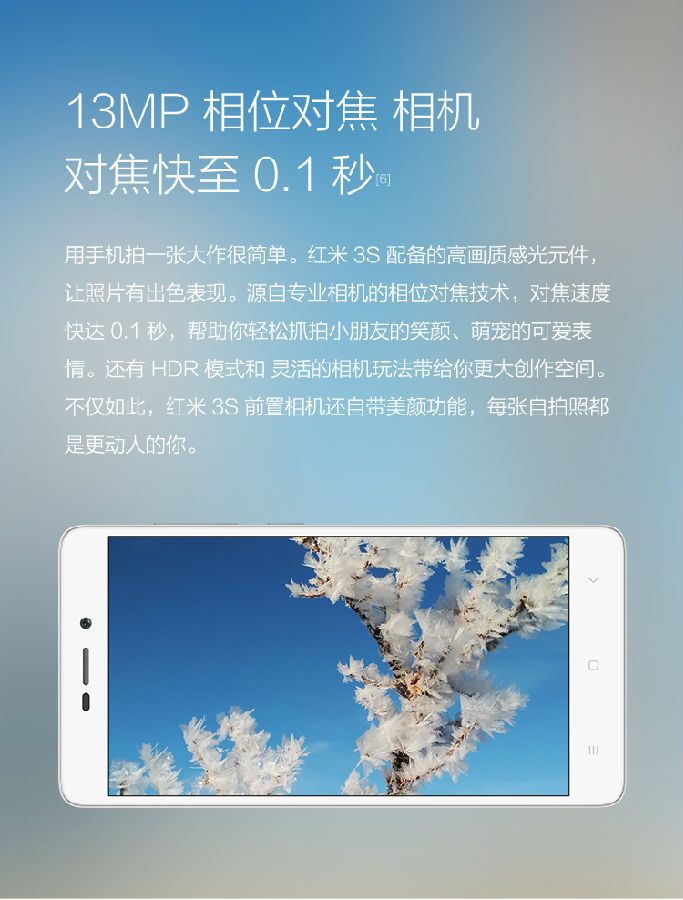 13MP 相位对焦 相机
对焦快至 0.1 秒[6]
用手机拍一张大作很简单。红米 3S 配备的高画质感光元件，
让照片有出色表现。源自专业相机的相位对焦技术，对焦速度
快达 0.1 秒，帮助你轻松抓拍小朋友的笑颜、萌宠的可爱表
情。还有 HDR 模式和 灵活的相机玩法带给你更大创作空间。
不仅如此，红米 3S 前置相机还自带美颜功能，每张自拍照都
是更动人的你。